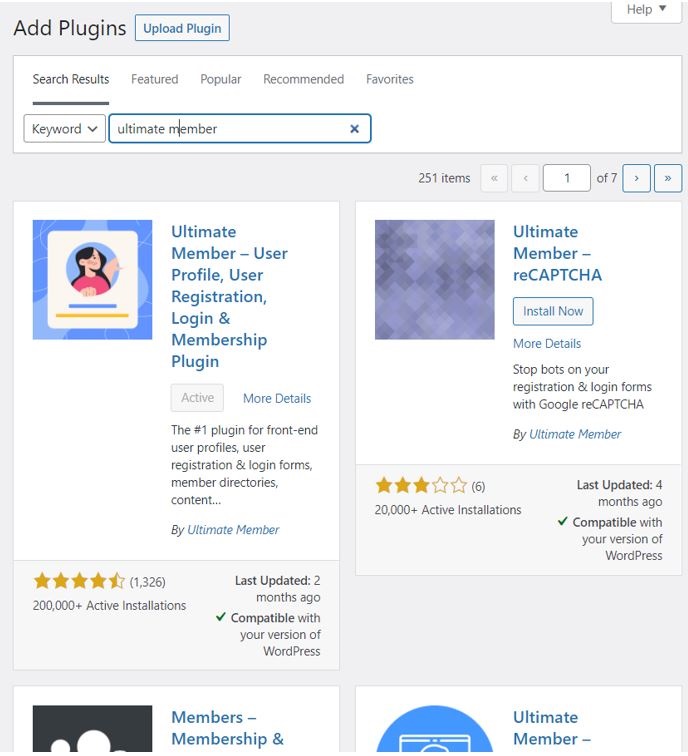 Help ▼
Add Plugins
Upload Plugin
Search Results
Featured
Popular
Recommended
Favorites
Keyword
ultimate member
251 items
«
‹
1
of 7
›
»
Ultimate
Member – User
Profile, User
Registration,
Login &
Membership
Plugin
Active
More Details
The #1 plugin for front-end
user profiles, user
registration & login forms,
member directories,
content…
By Ultimate Member
(1,326)
200,000+ Active Installations
Last Updated: 2
months ago
Compatible with
your version of
WordPress
Ultimate
Member –
reCAPTCHA
Install Now
More Details
Stop bots on your
registration & login forms
with Google reCAPTCHA
By Ultimate Member
(6)
20,000+ Active Installations
Last Updated: 4
months ago
Compatible with
your version of
WordPress
Members –
Membership &
Ultimate
Member –